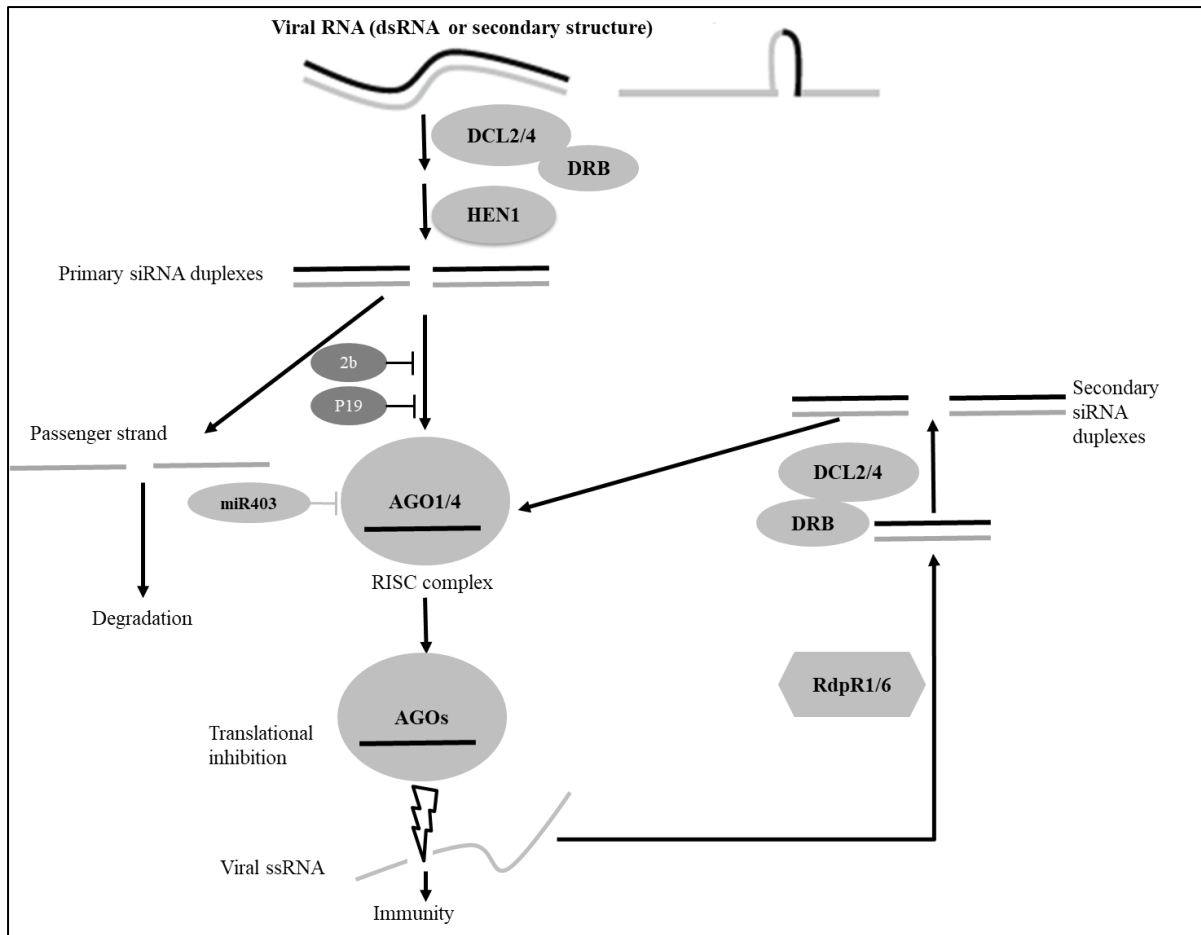 Viral RNA (dsRNA or secondary structure)
DCL2/4
DRB
HEN1
Primary siRNA duplexes
2b
P19
Passenger strand
miR403
AGO1/4
RISC complex
Degradation
Secondary
siRNA
duplexes
DCL2/4
DRB
RdpR1/6
AGOs
Translational
inhibition
Viral ssRNA
Immunity